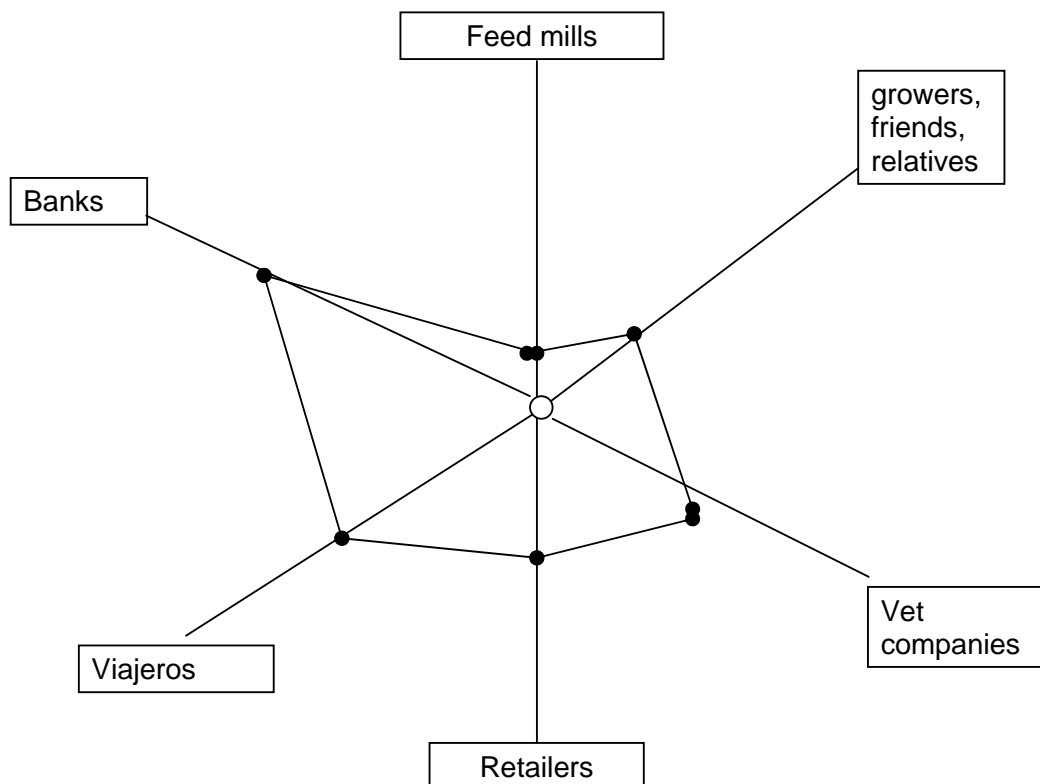 Feed mills
growers,
friends,
relatives
Banks
Vet
companies
Viajeros
Retailers